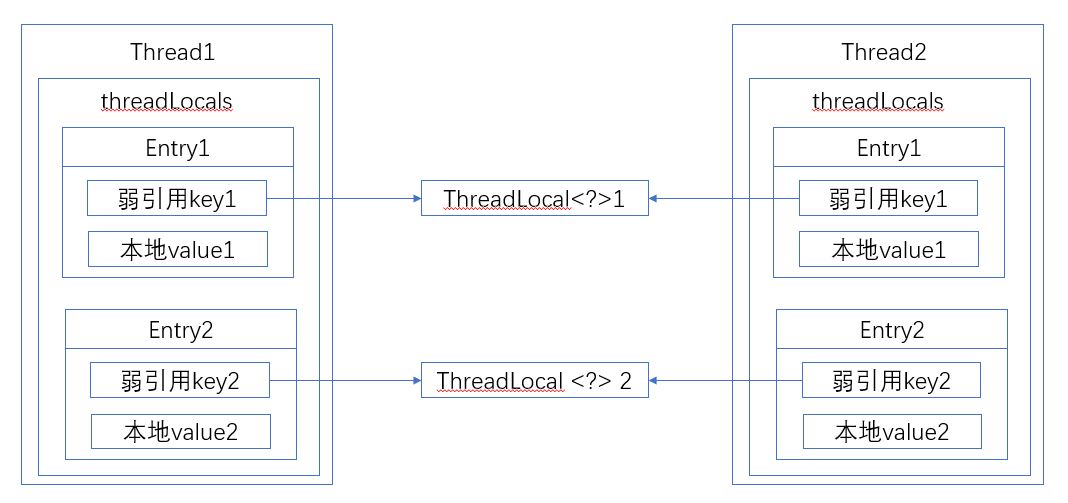 Thread1
threadLocals
Entry1
弱引用key1
本地value1
Entry2
弱引用key2
本地value2
ThreadLocal<?>1
ThreadLocal <?> 2
Thread2
threadLocals
Entry1
弱引用key1
本地value1
Entry2
弱引用key2
本地value2